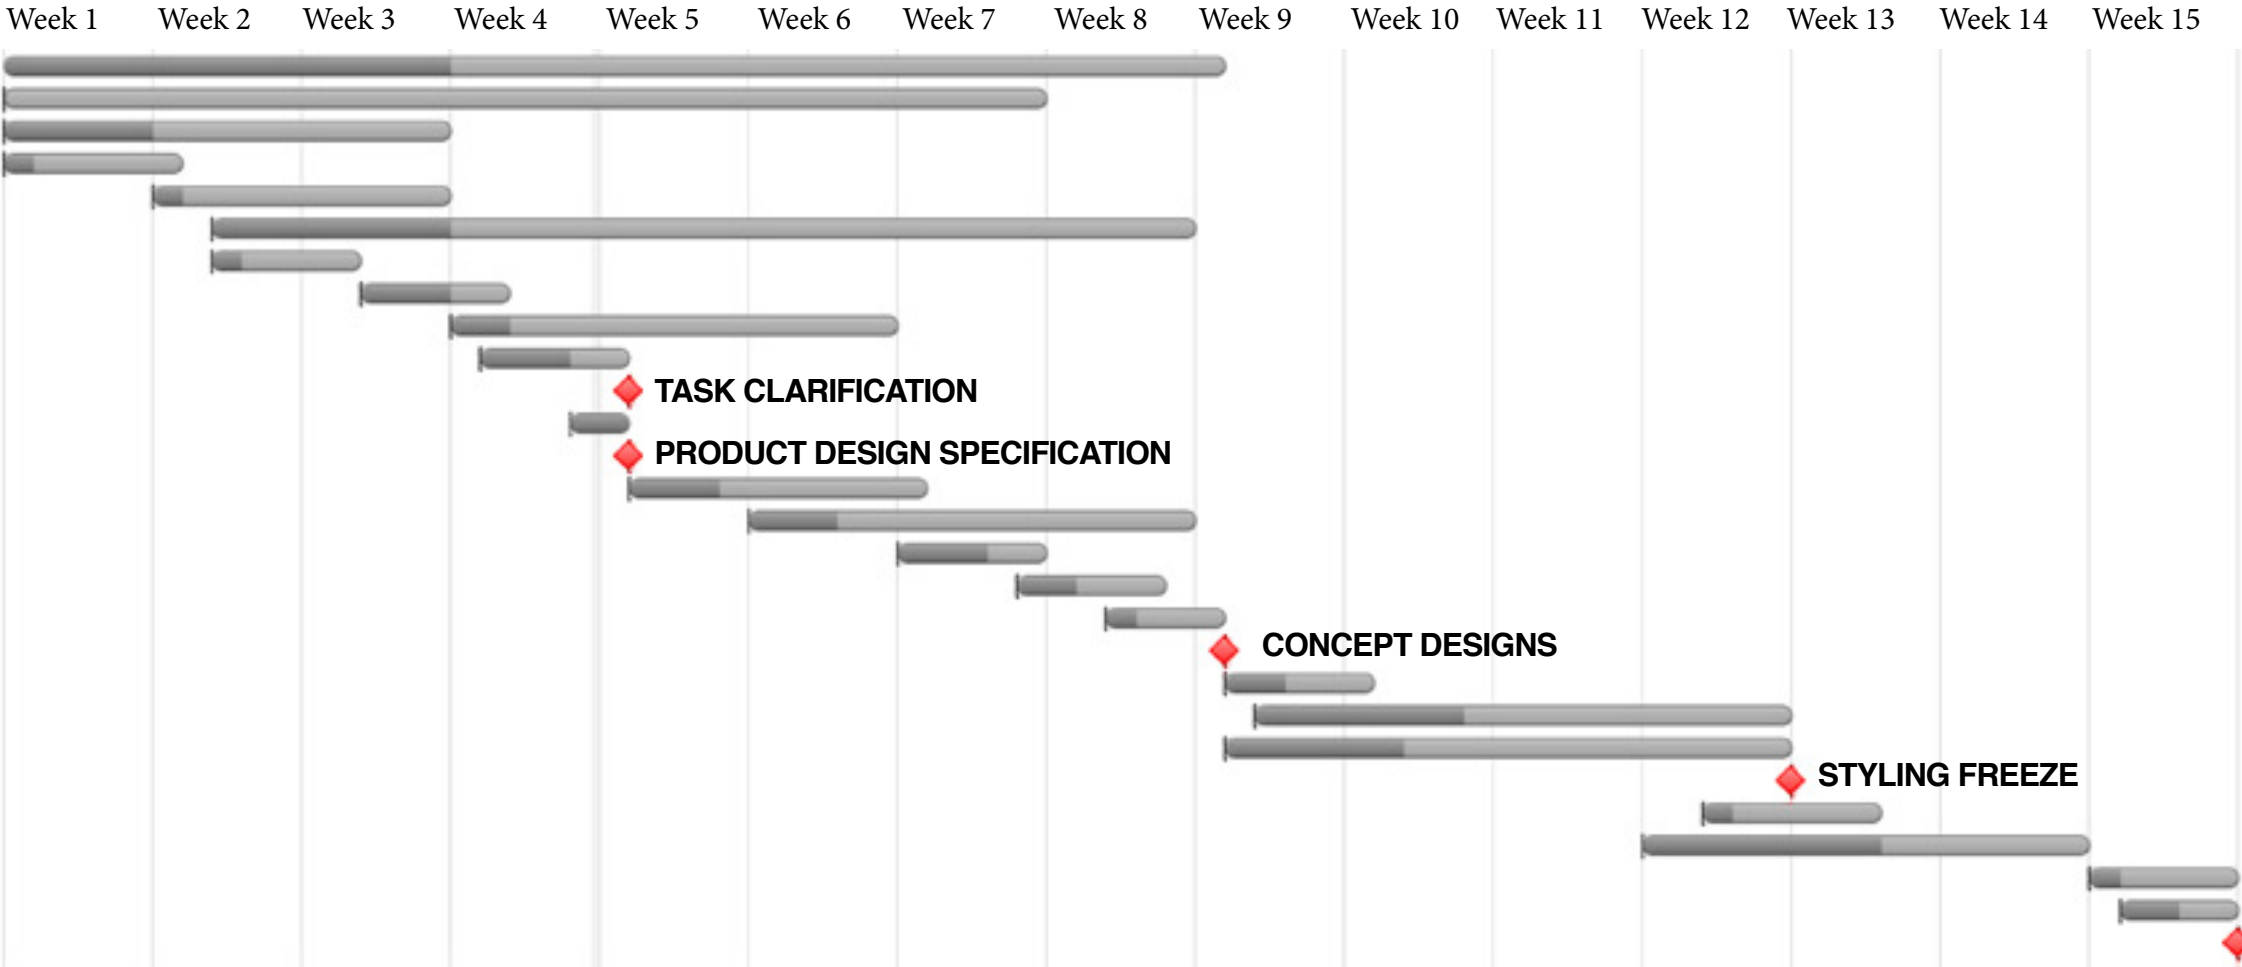 Week 1 Week 2 Week 3 Week 4 Week 5 Week 6 Week 7 Week 8 Week 9 Week 10 Week 11 Week 12 Week 13 Week 14 Week 15
TASK CLARIFICATION
PRODUCT DESIGN SPECIFICATION
CONCEPT DESIGNS
STYLING FREEZE